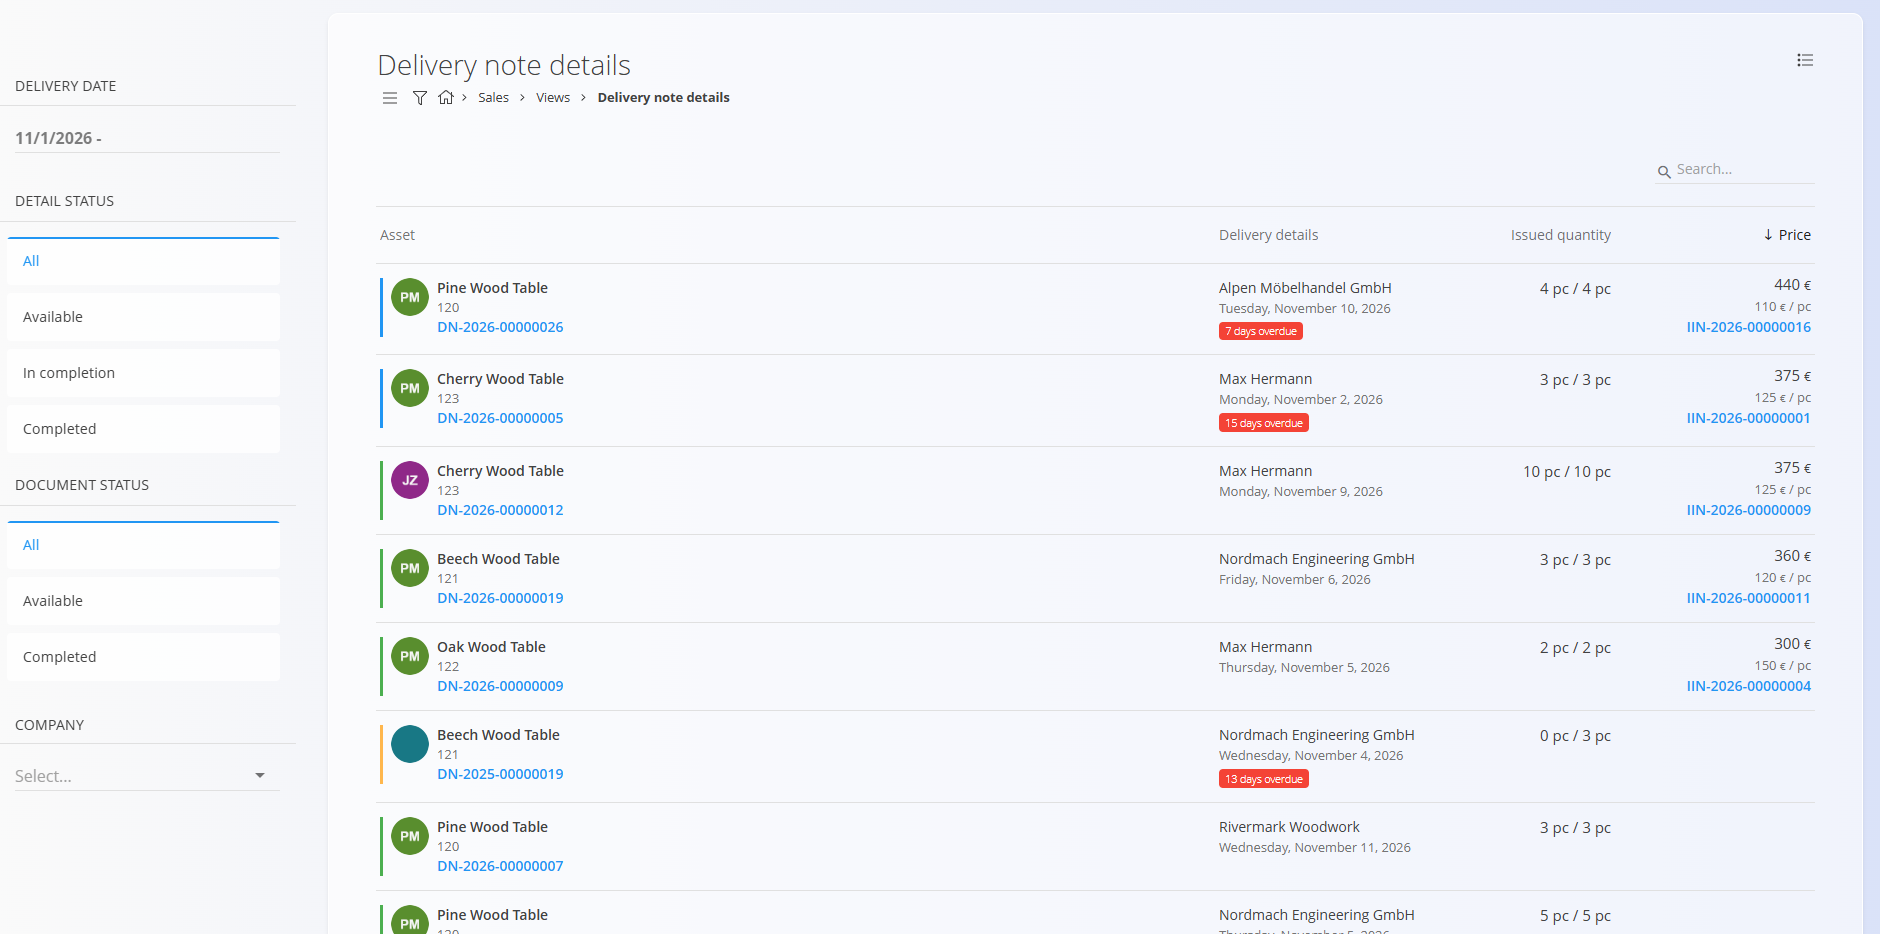 DELIVERY DATE
11/1/2026 -
DETAIL STATUS
All
Available
In completion
Completed
DOCUMENT STATUS
All
Available
Completed
COMPANY
Select...
Delivery note details
Sales > Views > Delivery note details
Search...
Asset Delivery details Issued quantity ↓ Price
PM Pine Wood Table Alpen Möbelhandel GmbH 4 pc / 4 pc 440 €
120 Tuesday, November 10, 2026 110 € / pc
DN-2026-00000026 7 days overdue IIN-2026-00000016
PM Cherry Wood Table Max Hermann 3 pc / 3 pc 375 €
123 Monday, November 2, 2026 125 € / pc
DN-2026-00000005 15 days overdue IIN-2026-00000001
JZ Cherry Wood Table Max Hermann 10 pc / 10 pc 375 €
123 Monday, November 9, 2026 125 € / pc
DN-2026-00000012 IIN-2026-00000009
PM Beech Wood Table Nordmach Engineering GmbH 3 pc / 3 pc 360 €
121 Friday, November 6, 2026 120 € / pc
DN-2026-00000019 IIN-2026-00000011
PM Oak Wood Table Max Hermann 2 pc / 2 pc 300 €
122 Thursday, November 5, 2026 150 € / pc
DN-2026-00000009 IIN-2026-00000004
Beech Wood Table Nordmach Engineering GmbH 0 pc / 3 pc
121 Wednesday, November 4, 2026
DN-2025-00000019 13 days overdue
PM Pine Wood Table Rivermark Woodwork 3 pc / 3 pc
120 Wednesday, November 11, 2026
DN-2026-00000007
PM Pine Wood Table Nordmach Engineering GmbH 5 pc / 5 pc